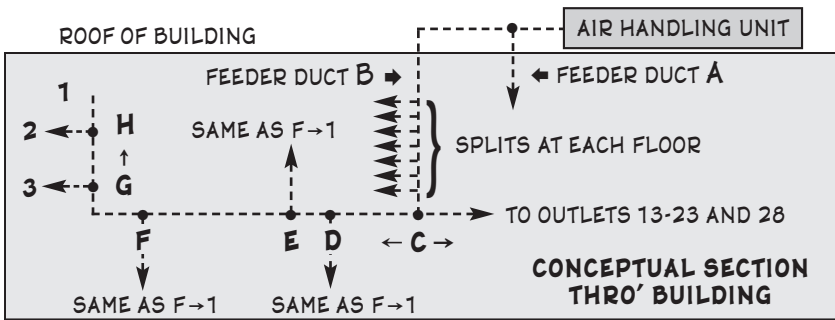 ROOF OF BUILDING
AIR HANDLING UNIT
FEEDER DUCT B
FEEDER DUCT A
1
2
H
SAME AS F→1
SPLITS AT EACH FLOOR
↑
3
G
TO OUTLETS 13-23 AND 28
F
E
D
← C →
CONCEPTUAL SECTION
THRO' BUILDING
SAME AS F→1
SAME AS F→1